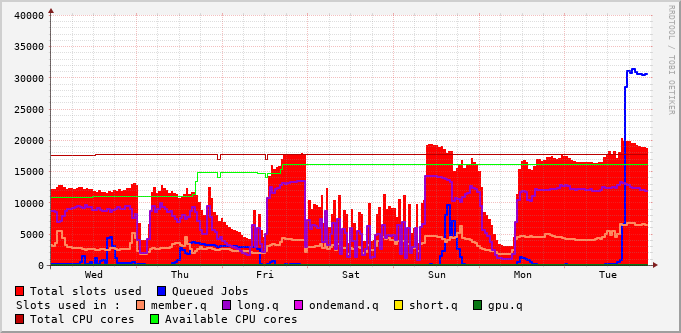 40000
35000
30000
25000
20000
15000
10000
5000
0
Wed Thu Fri Sat Sun Mon Tue
RRDTOOL / TOBI OETIKER
Total slots used Queued Jobs
Slots used in : member.q long.q ondemand.q short.q gpu.q
Total CPU cores Available CPU cores